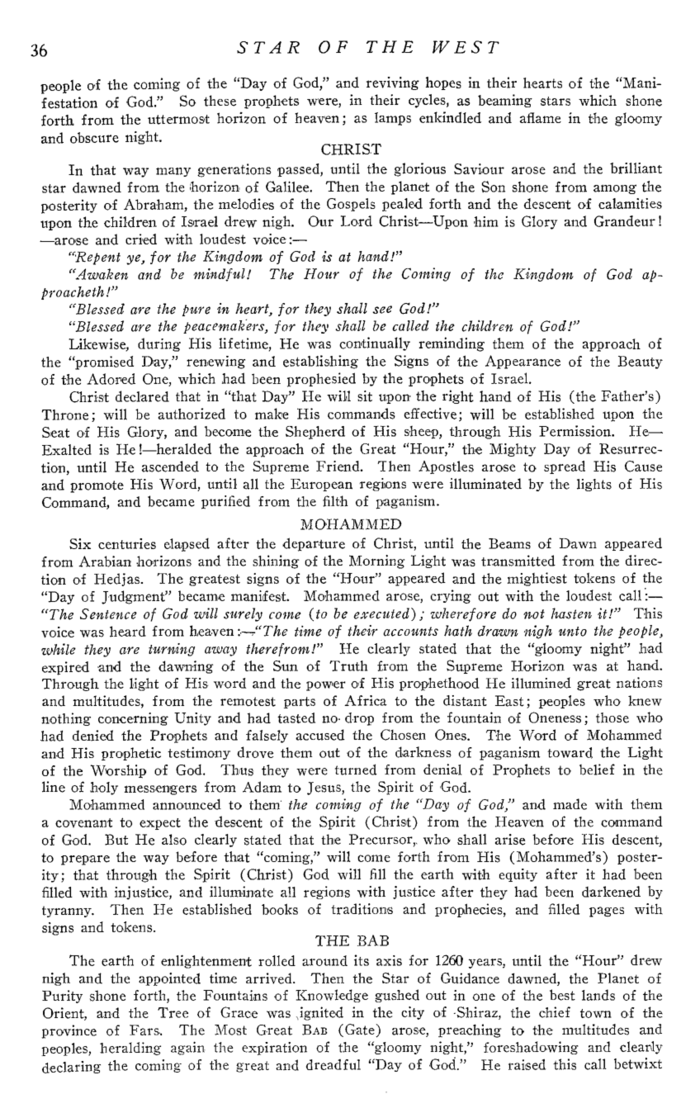 36
STAR OF THE WEST
people of the coming of the “Day of God,” and reviving hopes in their hearts of the “Mani-
festation of God.” So these prophets were, in their cycles, as beaming stars which shone
forth from the uttermost horizon of heaven; as lamps enkindled and aflame in the gloomy
and obscure night.
CHRIST
In that way many generations passed, until the glorious Saviour arose and the brilliant
star dawned from the horizon of Galilee. Then the planet of the Son shone from among the
posterity of Abraham, the melodies of the Gospels pealed forth and the descent of calamities
upon the children of Israel drew nigh. Our Lord Christ—Upon him is Glory and Grandeur!
—arose and cried with loudest voice:—
“Repent ye, for the Kingdom of God is at hand!”
“Awaken and be mindful! The Hour of the Coming of the Kingdom of God ap-
proacheth!”
“Blessed are the pure in heart, for they shall see God!”
“Blessed are the peacemakers, for they shall be called the children of God!”
Likewise, during His lifetime, He was continually reminding them of the approach of
the “promised Day,” renewing and establishing the Signs of the Appearance of the Beauty
of the Adored One, which had been prophesied by the prophets of Israel.
Christ declared that in “that Day” He will sit upon the right hand of His (the Father’s)
Throne; will be authorized to make His commands effective; will be established upon the
Seat of His Glory, and become the Shepherd of His sheep, through His Permission. He—
Exalted is He!—heralded the approach of the Great “Hour,” the Mighty Day of Resurrec-
tion, until He ascended to the Supreme Friend. Then Apostles arose to spread His Cause
and promote His Word, until all the European regions were illuminated by the lights of His
Command, and became purified from the filth of paganism.
MOHAMMED
Six centuries elapsed after the departure of Christ, until the Beams of Dawn appeared
from Arabian horizons and the shining of the Morning Light was transmitted from the direc-
tion of Hedjas. The greatest signs of the “Hour” appeared and the mightiest tokens of the
“Day of Judgment” became manifest. Mohammed arose, crying out with the loudest call:—
“The Sentence of God will surely come (to be executed); wherefore do not hasten it!” This
voice was heard from heaven:—“The time of their accounts hath drawn nigh unto the people,
while they are turning away therefrom!” He clearly stated that the “gloomy night” had
expired and the dawning of the Sun of Truth from the Supreme Horizon was at hand.
Through the light of His word and the power of His prophethood He illumined great nations
and multitudes, from the remotest parts of Africa to the distant East; peoples who knew
nothing concerning Unity and had tasted no drop from the fountain of Oneness; those who
had denied the Prophets and falsely accused the Chosen Ones. The Word of Mohammed
and His prophetic testimony drove them out of the darkness of paganism toward the Light
of the Worship of God. Thus they were turned from denial of Prophets to belief in the
line of holy messengers from Adam to Jesus, the Spirit of God.
Mohammed announced to them the coming of the “Day of God,” and made with them
a covenant to expect the descent of the Spirit (Christ) from the Heaven of the command
of God. But He also clearly stated that the Precursor, who shall arise before His descent,
to prepare the way before that “coming,” will come forth from His (Mohammed’s) poster-
ity; that through the Spirit (Christ) God will fill the earth with equity after it had been
filled with injustice, and illuminate all regions with justice after they had been darkened by
tyranny. Then He established books of traditions and prophecies, and filled pages with
signs and tokens.
THE BAB
The earth of enlightenment rolled around its axis for 1260 years, until the “Hour” drew
nigh and the appointed time arrived. Then the Star of Guidance dawned, the Planet of
Purity shone forth, the Fountains of Knowledge gushed out in one of the best lands of the
Orient, and the Tree of Grace was ignited in the city of Shiraz, the chief town of the
province of Fars. The Most Great BAB (Gate) arose, preaching to the multitudes and
peoples, heralding again the expiration of the “gloomy night,” foreshadowing and clearly
declaring the coming of the great and dreadful “Day of God.” He raised this call betwixt